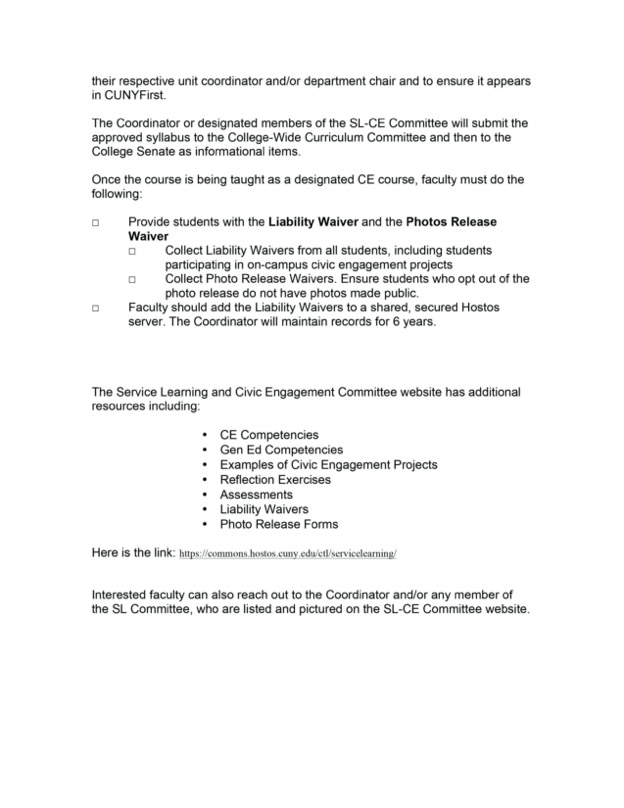 their respective unit coordinator and/or department chair and to ensure it appears
in CUNYFirst.
The Coordinator or designated members of the SL-CE Committee will submit the
approved syllabus to the College-Wide Curriculum Committee and then to the
College Senate as informational items.
Once the course is being taught as a designated CE course, faculty must do the
following:
□ Provide students with the Liability Waiver and the Photos Release
Waiver
□ Collect Liability Waivers from all students, including students
participating in on-campus civic engagement projects
□ Collect Photo Release Waivers. Ensure students who opt out of the
photo release do not have photos made public.
□ Faculty should add the Liability Waivers to a shared, secured Hostos
server. The Coordinator will maintain records for 6 years.
The Service Learning and Civic Engagement Committee website has additional
resources including:
• CE Competencies
• Gen Ed Competencies
• Examples of Civic Engagement Projects
• Reflection Exercises
• Assessments
• Liability Waivers
• Photo Release Forms
Here is the link: https://commons.hostos.cuny.edu/ctl/servicelearning/
Interested faculty can also reach out to the Coordinator and/or any member of
the SL Committee, who are listed and pictured on the SL-CE Committee website.